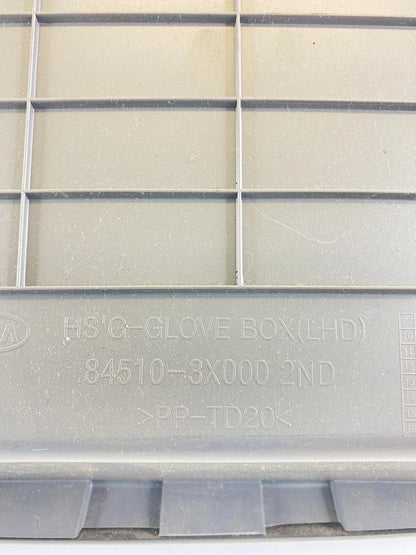 HS'G-GLOVE BOX(LHD)
84510-3X000 2ND
>PP-TD20<